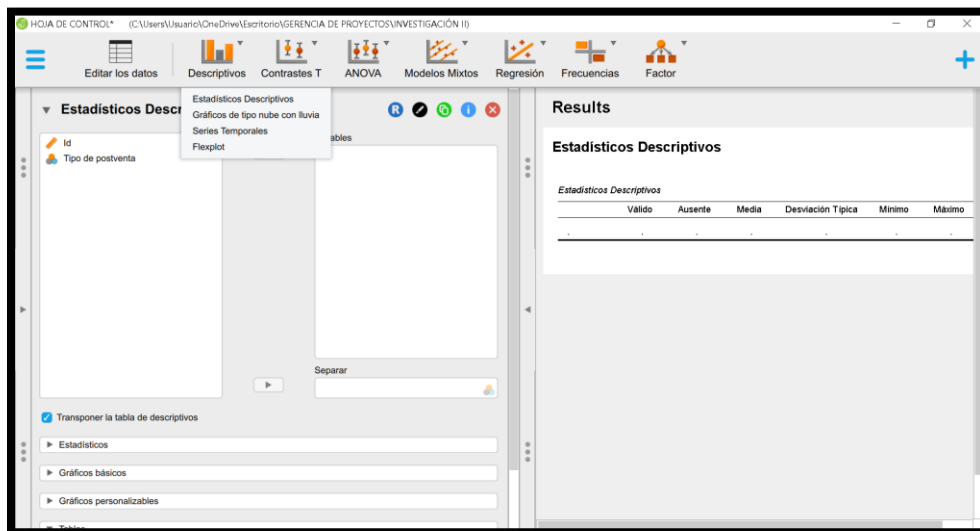 HOJA DE CONTROL* (C:\Users\Usuario\OneDrive\Escritorio\GERENCIA DE PROYECTOS\INVESTIGACIÓN II)
Editar los datos Descriptivos Contrastes T ANOVA Modelos Mixtos Regresión Frecuencias Factor
Estadísticos Descr
R i
Estadísticos Descriptivos
Gráficos de tipo nube con lluvia
Series Temporales
Flexplot
Id
Tipo de postventa
ables
Separar
Transponer la tabla de descriptivos
Estadísticos
Gráficos básicos
Gráficos personalizables
Tablas
Results
Estadísticos Descriptivos
Estadísticos Descriptivos
Válido Ausente Media Desviación Típica Mínimo Máximo
. . . . . . .